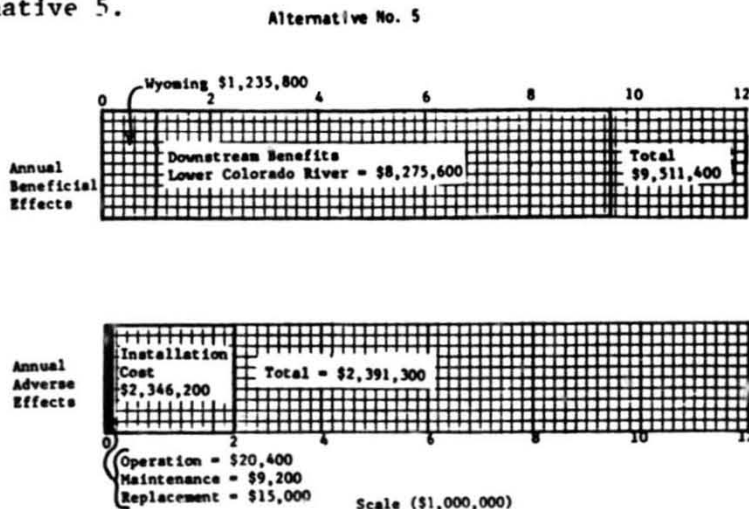 ative 5.
Alternative No. 5
Wyoming $1,235,800
0 2 4 6 8 10 12
Annual
Beneficial
Effects
Downstream Benefits
Lower Colorado River = $8,275,600
Total
$9,511,400
Annual
Adverse
Effects
Installation
Cost
$2,346,200
Total = $2,391,300
0 2 4 6 8 10 12
Operation = $20,400
Maintenance = $9,200
Replacement = $15,000
Scale ($1,000,000)